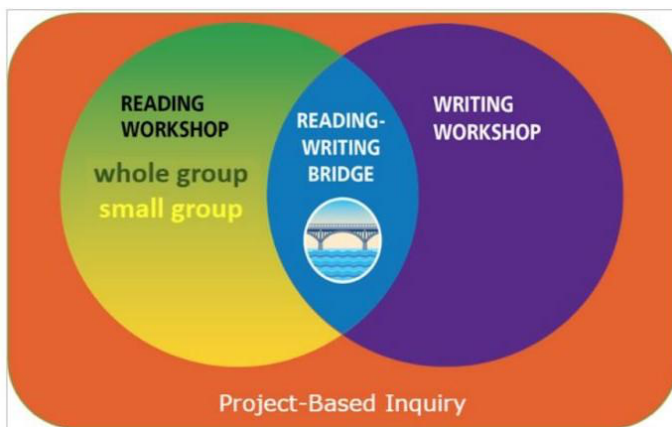 READING
WORKSHOP
whole group
small group
READING-
WRITING
BRIDGE
WRITING
WORKSHOP
Project-Based Inquiry